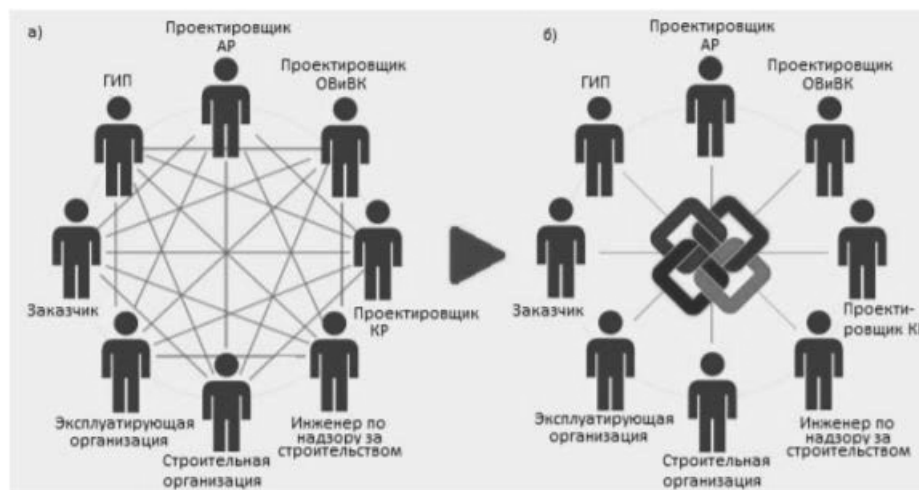 а)
Проектировщик
АР
ГИП
Проектировщик
ОВиВК
Заказчик
Проектировщик
КР
Эксплуатирующая
организация
Инженер по
надзору за
строительством
Строительная
организация
б)
Проектировщик
АР
ГИП
Проектировщик
ОВиВК
Заказчик
Проекти-
ровщик К
Эксплуатирующая
организация
Инженер по
надзору за
строительством
Строительная
организация